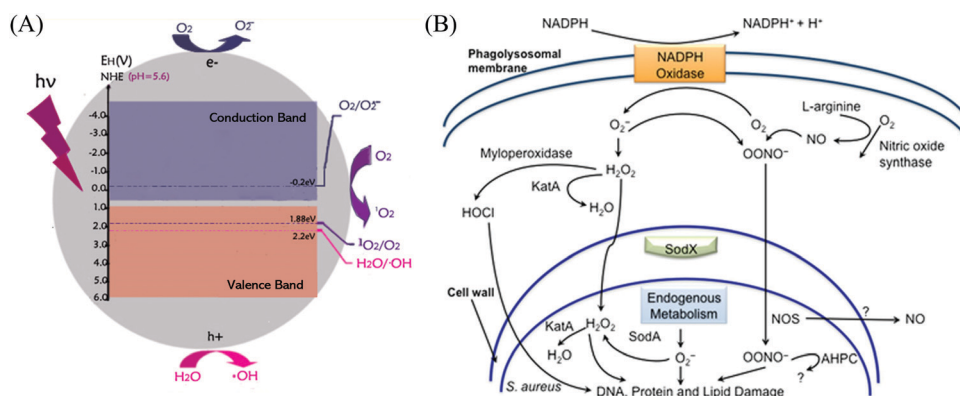 (A)
O₂ O₂⁻
e-
EH(V)
NHE (pH=5.6)
hν
-4.0
-3.0
-2.0
-1.0
0.0
1.0
2.0
3.0
4.0
5.0
6.0
Conduction Band
O₂/O₂⁻
-0.2eV
O₂
¹O₂
1.88eV
¹O₂/O₂
2.2eV
H₂O/·OH
Valence Band
h+
H₂O ·OH
(B)
NADPH NADPH⁺ + H⁺
Phagolysosomal
membrane
NADPH
Oxidase
L-arginine
O₂⁻ O₂ NO O₂
OONO⁻
Nitric oxide
synthase
Myeloperoxidase
H₂O₂
KatA
H₂O
HOCl
SodX
Cell wall
Endogenous
Metabolism
NOS ? NO
KatA H₂O₂
SodA
H₂O
O₂⁻
OONO⁻ AHPC
?
S. aureus
DNA, Protein and Lipid Damage